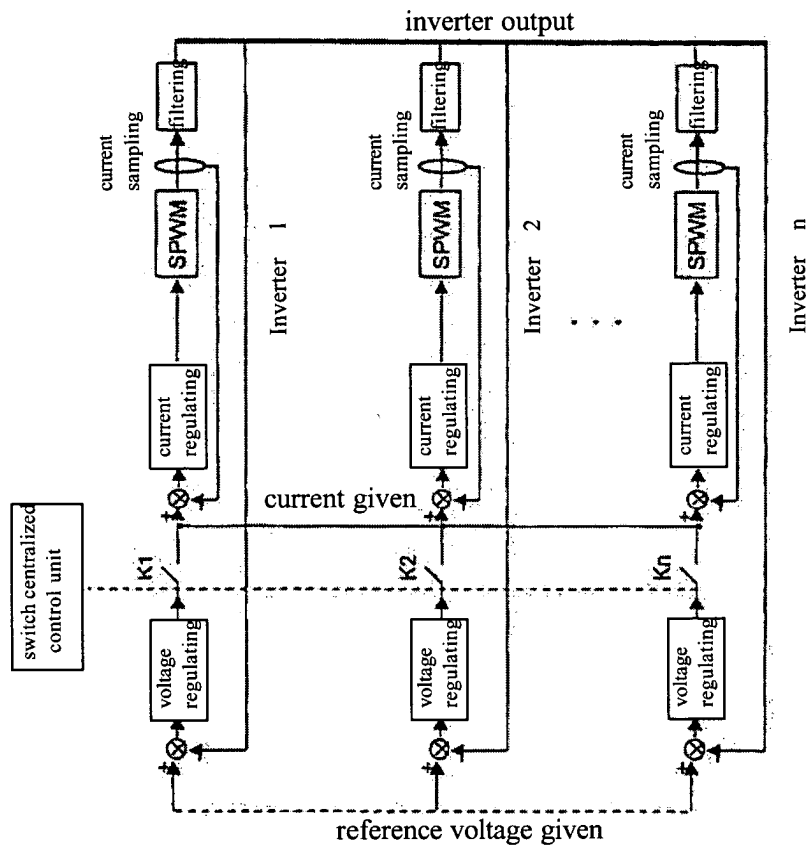 inverter output
filtering
filtering
filtering
current
sampling
current
sampling
current
sampling
SPWM
SPWM
SPWM
Inverter 1
Inverter 2
Inverter n
. . .
current
regulating
current
regulating
current
regulating
+
-
current given
+
-
+
-
switch centralized
control unit
K1
K2
Kn
voltage
regulating
voltage
regulating
voltage
regulating
+
-
+
-
+
-
reference voltage given